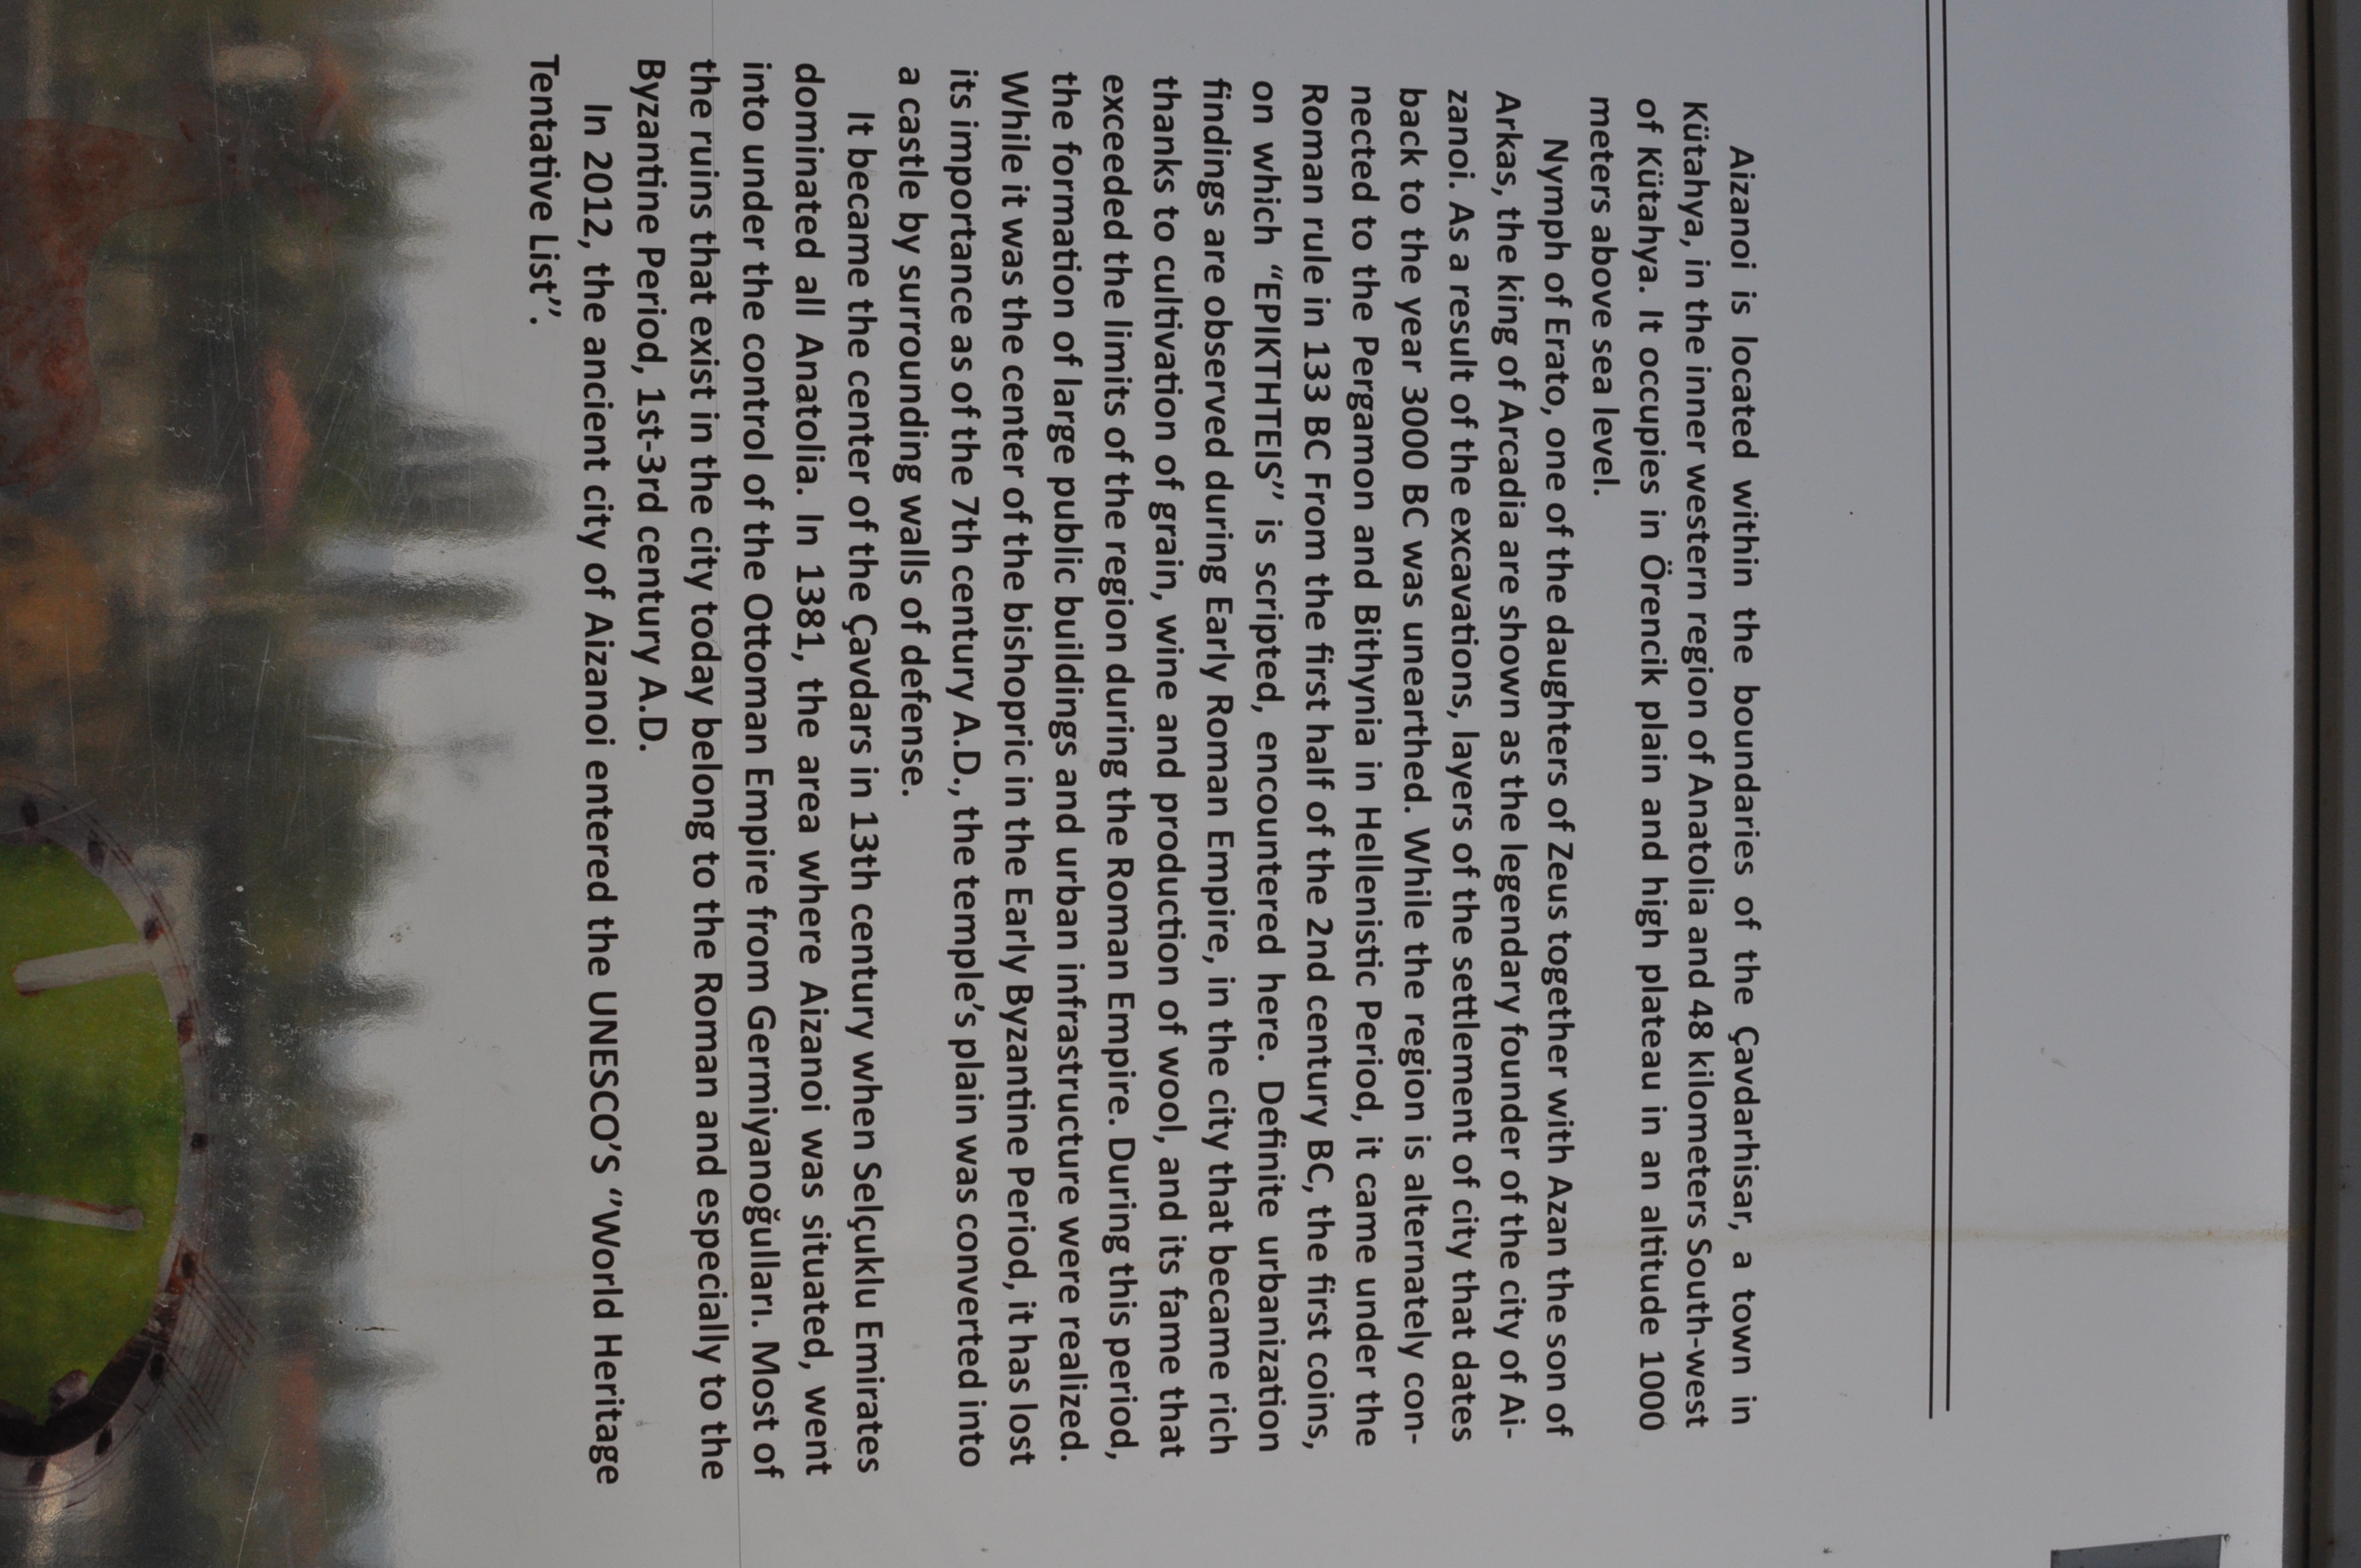 Aizanoi is located within the boundaries of the Çavdarhisar, a town in
Kütahya, in the inner western region of Anatolia and 48 kilometers South-west
of Kütahya. It occupies in Örencik plain and high plateau in an altitude 1000
meters above sea level.
Nymph of Erato, one of the daughters of Zeus together with Azan the son of
Arkas, the king of Arcadia are shown as the legendary founder of the city of Ai-
zanoi. As a result of the excavations, layers of the settlement of city that dates
back to the year 3000 BC was unearthed. While the region is alternately con-
nected to the Pergamon and Bithynia in Hellenistic Period, it came under the
Roman rule in 133 BC From the first half of the 2nd century BC, the first coins,
on which “EPIKTHTEIS’’ is scripted, encountered here. Definite urbanization
findings are observed during Early Roman Empire, in the city that became rich
thanks to cultivation of grain, wine and production of wool, and its fame that
exceeded the limits of the region during the Roman Empire. During this period,
the formation of large public buildings and urban infrastructure were realized.
While it was the center of the bishopric in the Early Byzantine Period, it has lost
its importance as of the 7th century A.D., the temple’s plain was converted into
a castle by surrounding walls of defense.
It became the center of the Çavdars in 13th century when Selçuklu Emirates
dominated all Anatolia. In 1381, the area where Aizanoi was situated, went
into under the control of the Ottoman Empire from Germiyanoğulları. Most of
the ruins that exist in the city today belong to the Roman and especially to the
Byzantine Period, 1st-3rd century A.D.
In 2012, the ancient city of Aizanoi entered the UNESCO’S ‘’World Heritage
Tentative List’’.